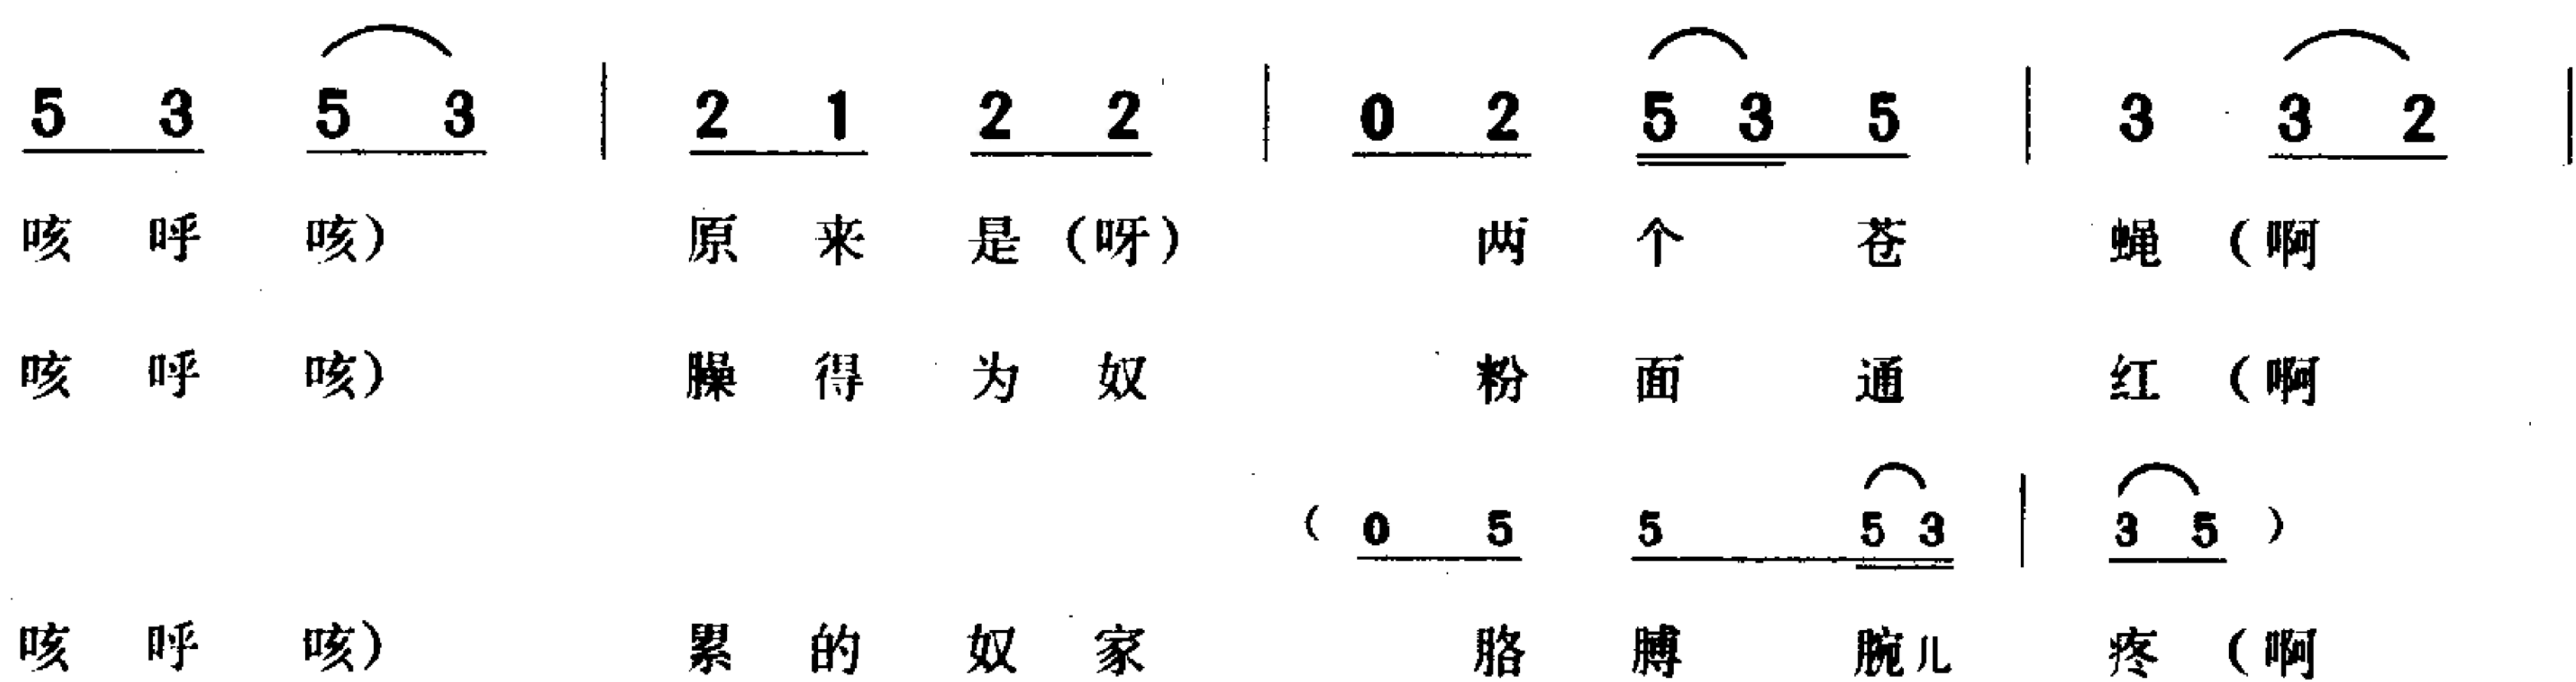 5 3 5 3 | 2 1 2 2 | 0 2 5 3 5 | 3 3 2 |
咳 呼 咳） 原 来 是（呀） 两 个 苍 蝇（啊
咳 呼 咳） 臊 得 为 奴 粉 面 通 红（啊
（ 0 5 5 5 3 | 3 5 ）
咳 呼 咳） 累 的 奴 家 胳 膊 腕儿 疼（啊